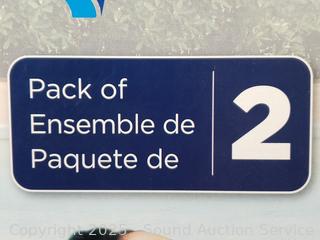 Pack of
Ensemble de
Paquete de
2
Copyright 2025 - Sound Auction Service